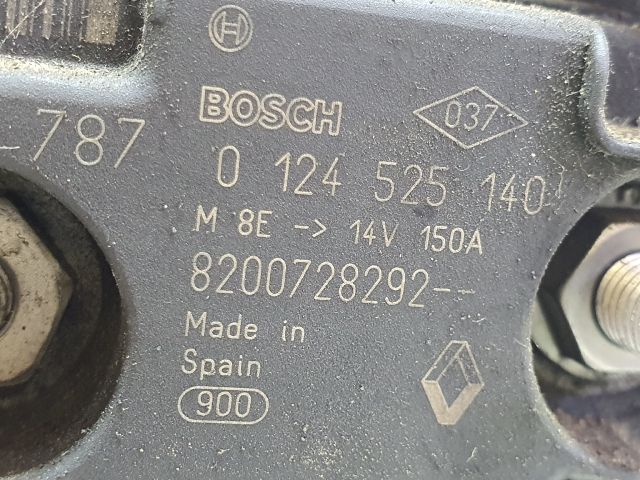 BOSCH
037
787
0 124 525 140
M 8E -> 14V 150A
8200728292--
Made in
Spain
900